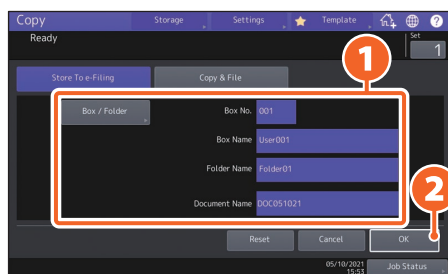 Copy Storage Settings Template ?
Ready Set
1
1
Store To e-Filing Copy & File
Box / Folder Box No. 001
Box Name User001
Folder Name Folder01
Document Name DOC051021
2
Reset Cancel OK
05/10/2021
15:53 Job Status